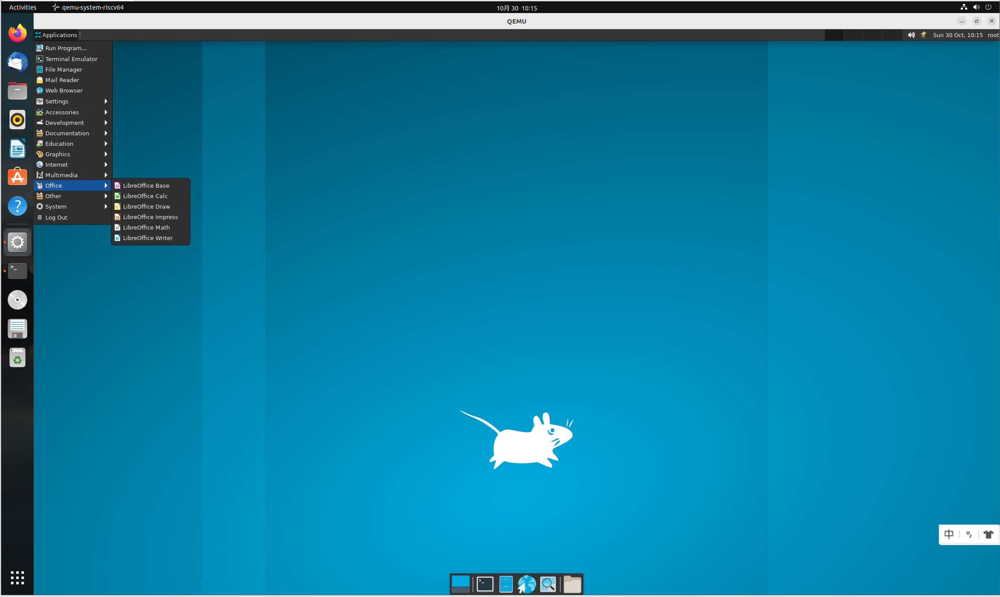 Activities
qemu-system-riscv64
10月 30 10:15
QEMU
Applications
Sun 30 Oct, 10:15
root
Run Program...
Terminal Emulator
File Manager
Mail Reader
Web Browser
Settings
Accessories
Development
Documentation
Education
Graphics
Internet
Multimedia
Office
Other
System
Log Out
LibreOffice Base
LibreOffice Calc
LibreOffice Draw
LibreOffice Impress
LibreOffice Math
LibreOffice Writer
中